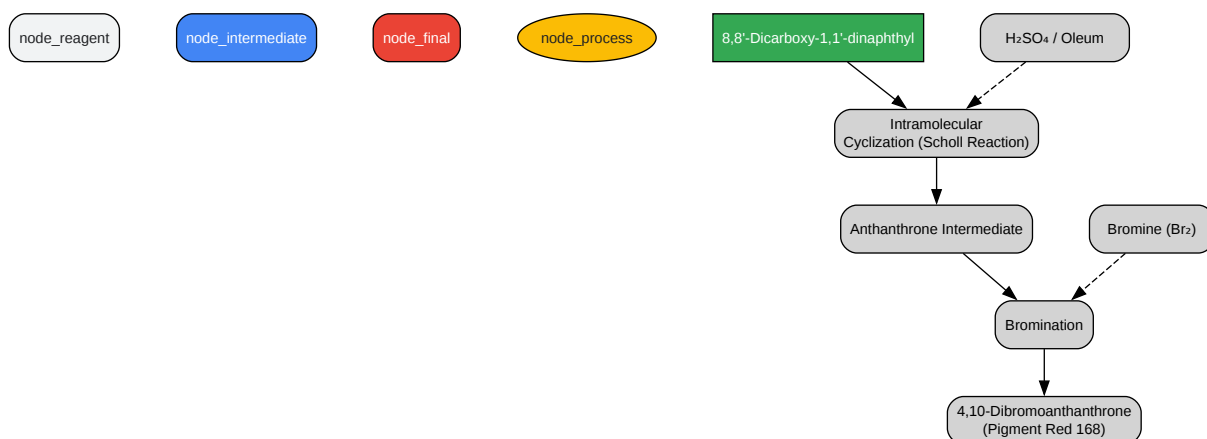 node_reagent
node_intermediate
node_final
node_process
8,8'-Dicarboxy-1,1'-dinaphthyl
H₂SO₄ / Oleum
Intramolecular
Cyclization (Scholl Reaction)
Anthanthrone Intermediate
Bromine (Br₂)
Bromination
4,10-Dibromoanthanthrone
(Pigment Red 168)